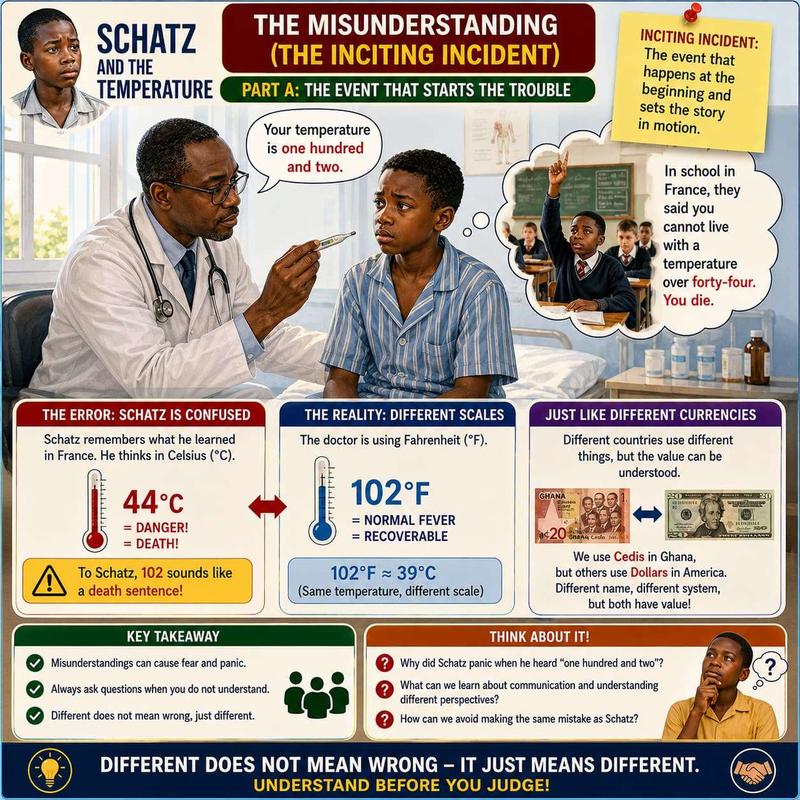 SCHATZ
AND THE
TEMPERATURE
THE MISUNDERSTANDING
(THE INCITING INCIDENT)
PART A: THE EVENT THAT STARTS THE TROUBLE
INCITING INCIDENT:
The event that
happens at the
beginning and
sets the story
in motion.
Your temperature
is one hundred
and two.
In school in
France, they
said you
cannot live
with a
temperature
over forty-four.
You die.
THE ERROR: SCHATZ IS CONFUSED
Schatz remembers what he learned
in France. He thinks in Celsius (°C).
44°C
= DANGER!
= DEATH!
To Schatz, 102 sounds like
a death sentence!
THE REALITY: DIFFERENT SCALES
The doctor is using Fahrenheit (°F).
102°F
= NORMAL FEVER
= RECOVERABLE
102°F ≈ 39°C
(Same temperature, different scale)
JUST LIKE DIFFERENT CURRENCIES
Different countries use different
things, but the value can be
understood.
GHANA
₵20
20
20
We use Cedis in Ghana,
but others use Dollars in America.
Different name, different system,
but both have value!
KEY TAKEAWAY
Misunderstandings can cause fear and panic.
Always ask questions when you do not understand.
Different does not mean wrong, just different.
THINK ABOUT IT!
? Why did Schatz panic when he heard “one hundred and two”?
? What can we learn about communication and understanding
different perspectives?
? How can we avoid making the same mistake as Schatz?
?
DIFFERENT DOES NOT MEAN WRONG – IT JUST MEANS DIFFERENT.
UNDERSTAND BEFORE YOU JUDGE!